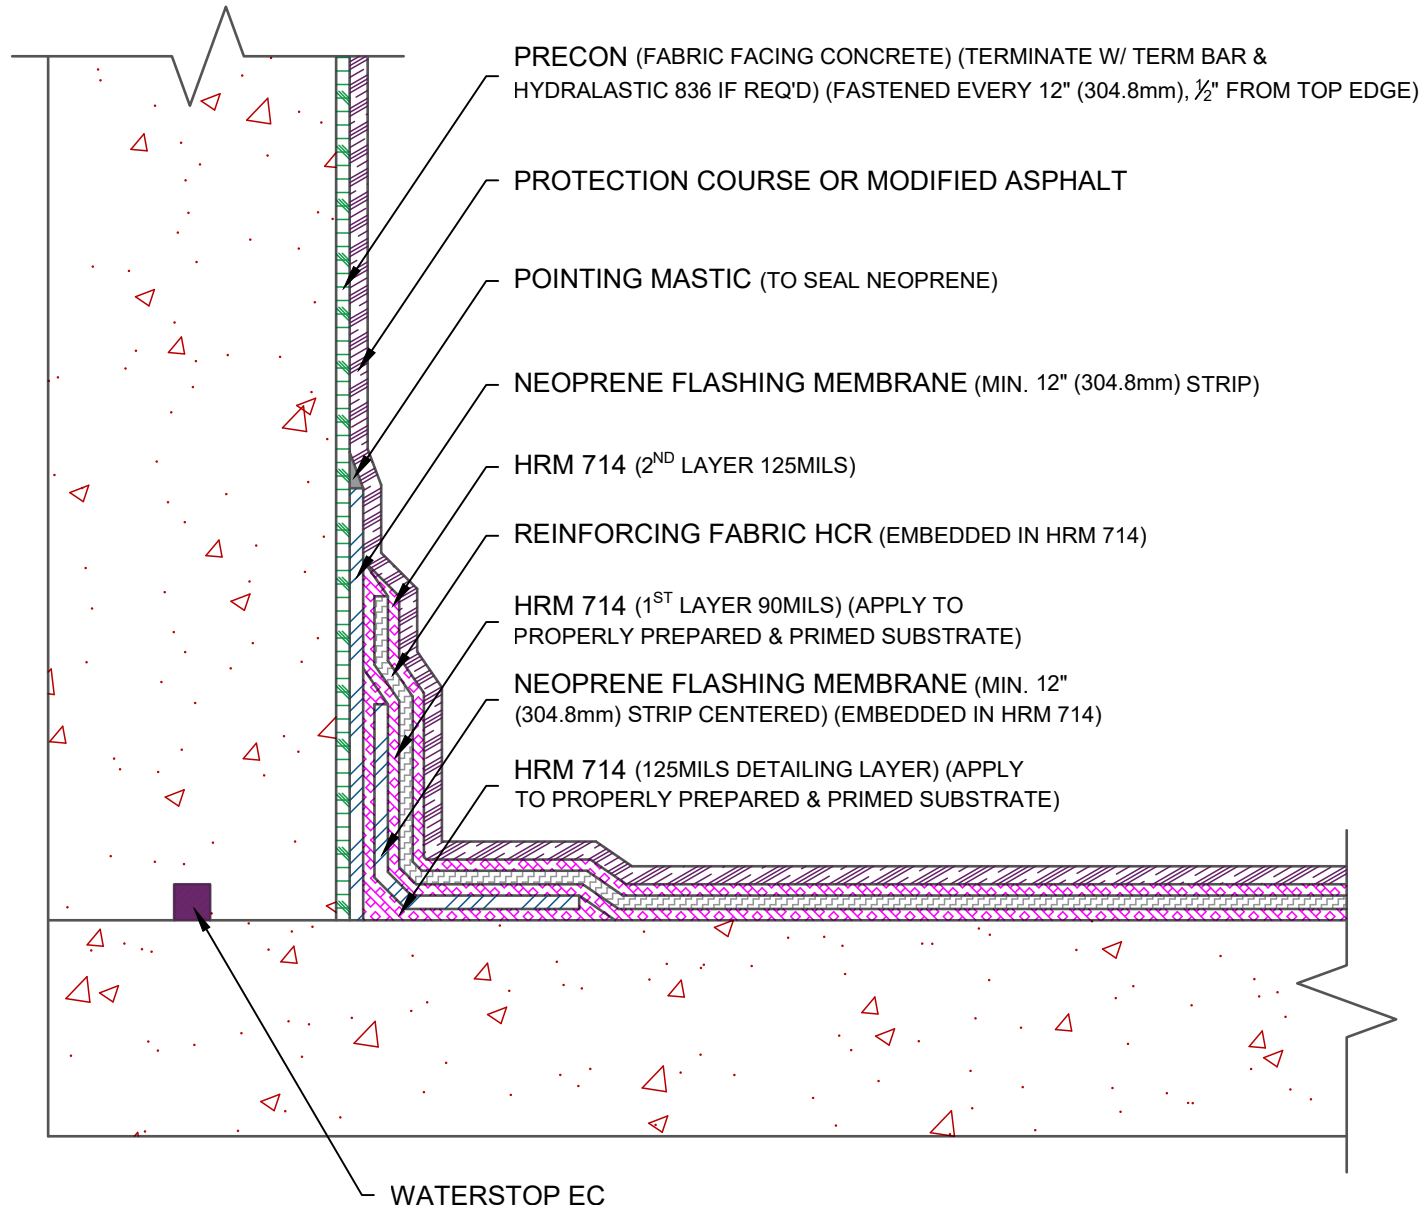 PRECON (FABRIC FACING CONCRETE) (TERMINATE W/ TERM BAR &
HYDRALASTIC 836 IF REQ'D) (FASTENED EVERY 12" (304.8mm), ½" FROM TOP EDGE)
PROTECTION COURSE OR MODIFIED ASPHALT
POINTING MASTIC (TO SEAL NEOPRENE)
NEOPRENE FLASHING MEMBRANE (MIN. 12" (304.8mm) STRIP)
HRM 714 (2ND LAYER 125MILS)
REINFORCING FABRIC HCR (EMBEDDED IN HRM 714)
HRM 714 (1ST LAYER 90MILS) (APPLY TO
PROPERLY PREPARED & PRIMED SUBSTRATE)
NEOPRENE FLASHING MEMBRANE (MIN. 12"
(304.8mm) STRIP CENTERED) (EMBEDDED IN HRM 714)
HRM 714 (125MILS DETAILING LAYER) (APPLY
TO PROPERLY PREPARED & PRIMED SUBSTRATE)
WATERSTOP EC